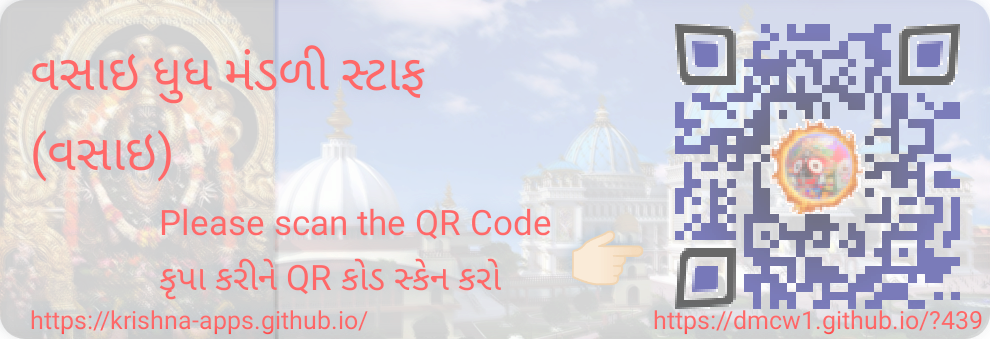 વસાઇ ધુધ મંડળી સ્ટાફ
(વસાઇ)
Please scan the QR Code
કૃપા કરીને QR કોડ સ્કેન કરો
https://krishna-apps.github.io/
https://dmcw1.github.io/?439